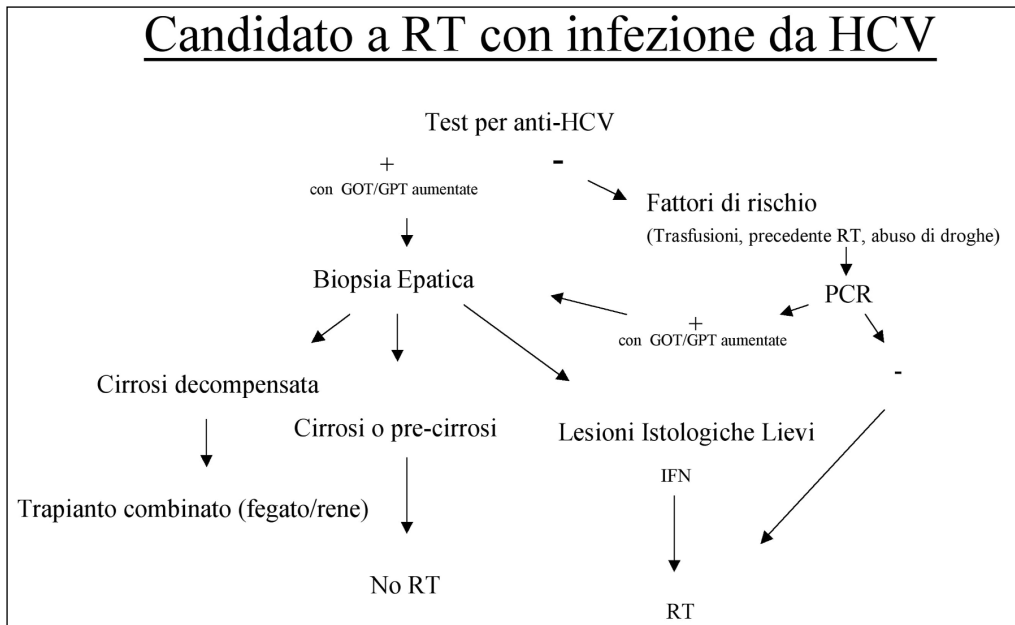 Candidato a RT con infezione da HCV
Test per anti-HCV
+
-
con GOT/GPT aumentate
Fattori di rischio
(Trasfusioni, precedente RT, abuso di droghe)
Biopsia Epatica
PCR
+
con GOT/GPT aumentate
-
Cirrosi decompensata
Cirrosi o pre-cirrosi
Lesioni Istologiche Lievi
IFN
Trapianto combinato (fegato/rene)
No RT
RT